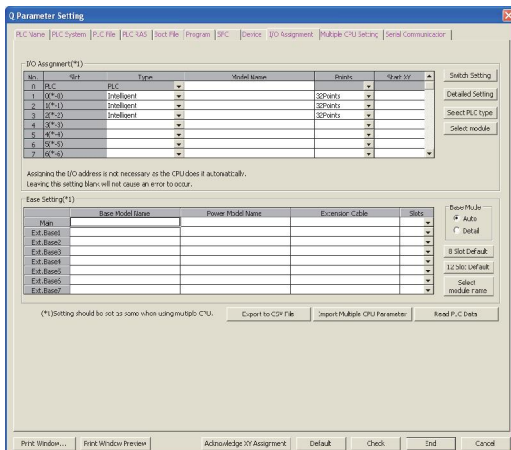 Q Parameter Setting
PLC Name PLC System PLC File PLC RAS Boot File Program SFC Device I/O Assignment Multiple CPU Setting Serial Communication
I/O Assignment(*1)
No. Slot Type Model Name Points Start XY
0 PLC PLC
1 0(*-0) Intelligent 32Points
2 1(*-1) Intelligent 32Points
3 2(*-2) Intelligent 32Points
4 3(*-3)
5 4(*-4)
6 5(*-5)
7 6(*-6)
Switch Setting
Detailed Setting
Select PLC type
Select module
Assigning the I/O address is not necessary as the CPU does it automatically.
Leaving this setting blank will not cause an error to occur.
Base Setting(*1)
Base Model Name Power Model Name Extension Cable Slots
Main
Ext.Base1
Ext.Base2
Ext.Base3
Ext.Base4
Ext.Base5
Ext.Base6
Ext.Base7
Base Mode
Auto
Detail
8 Slot Default
12 Slot Default
Select module name
(*1)Setting should be set as same when using multiple CPU.
Export to CSV File Import Multiple CPU Parameter Read PLC Data
Print Window... Print Window Preview Acknowledge XY Assignment Default Check End Cancel